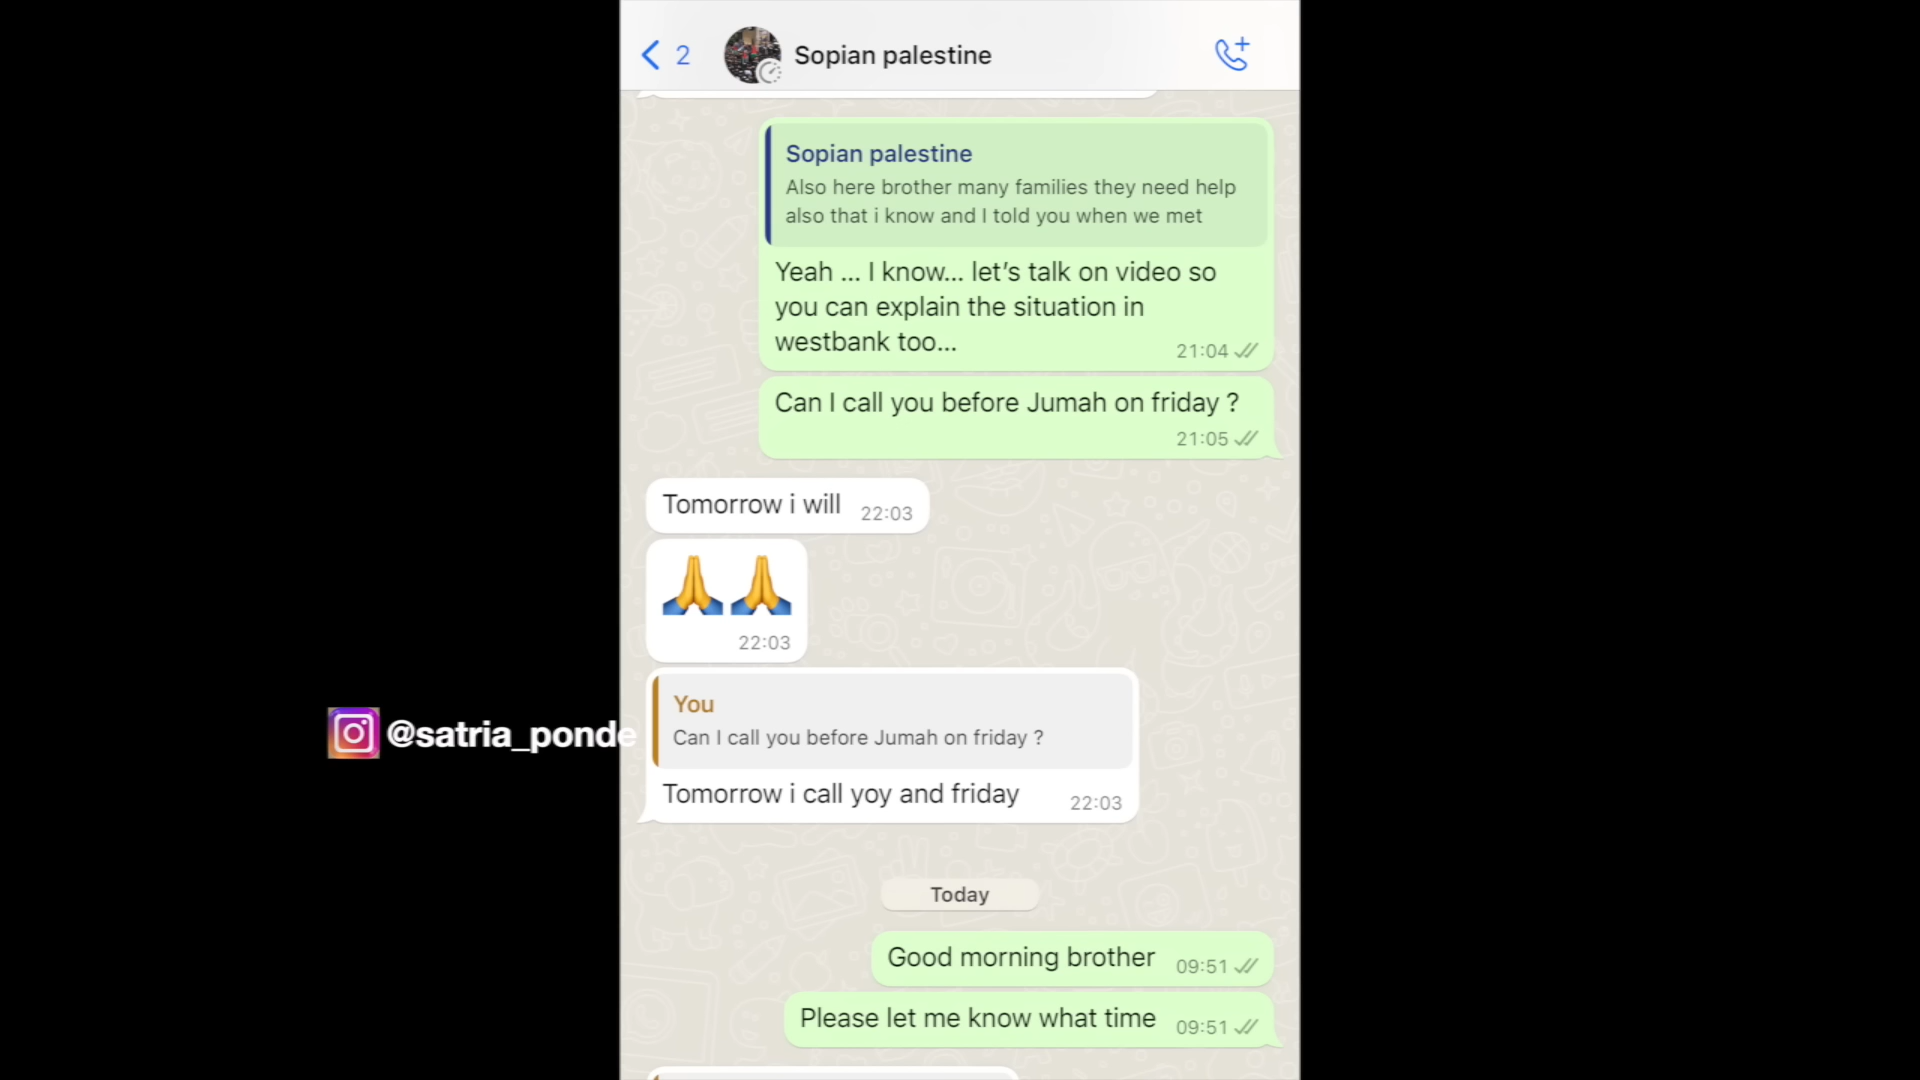 2
Sopian palestine
Sopian palestine
Also here brother many families they need help
also that i know and I told you when we met
Yeah ... I know... let’s talk on video so
you can explain the situation in
westbank too...
21:04
Can I call you before Jumah on friday ?
21:05
Tomorrow i will 22:03
22:03
You
Can I call you before Jumah on friday ?
Tomorrow i call yoy and friday 22:03
@satria_ponde
Today
Good morning brother 09:51
Please let me know what time 09:51